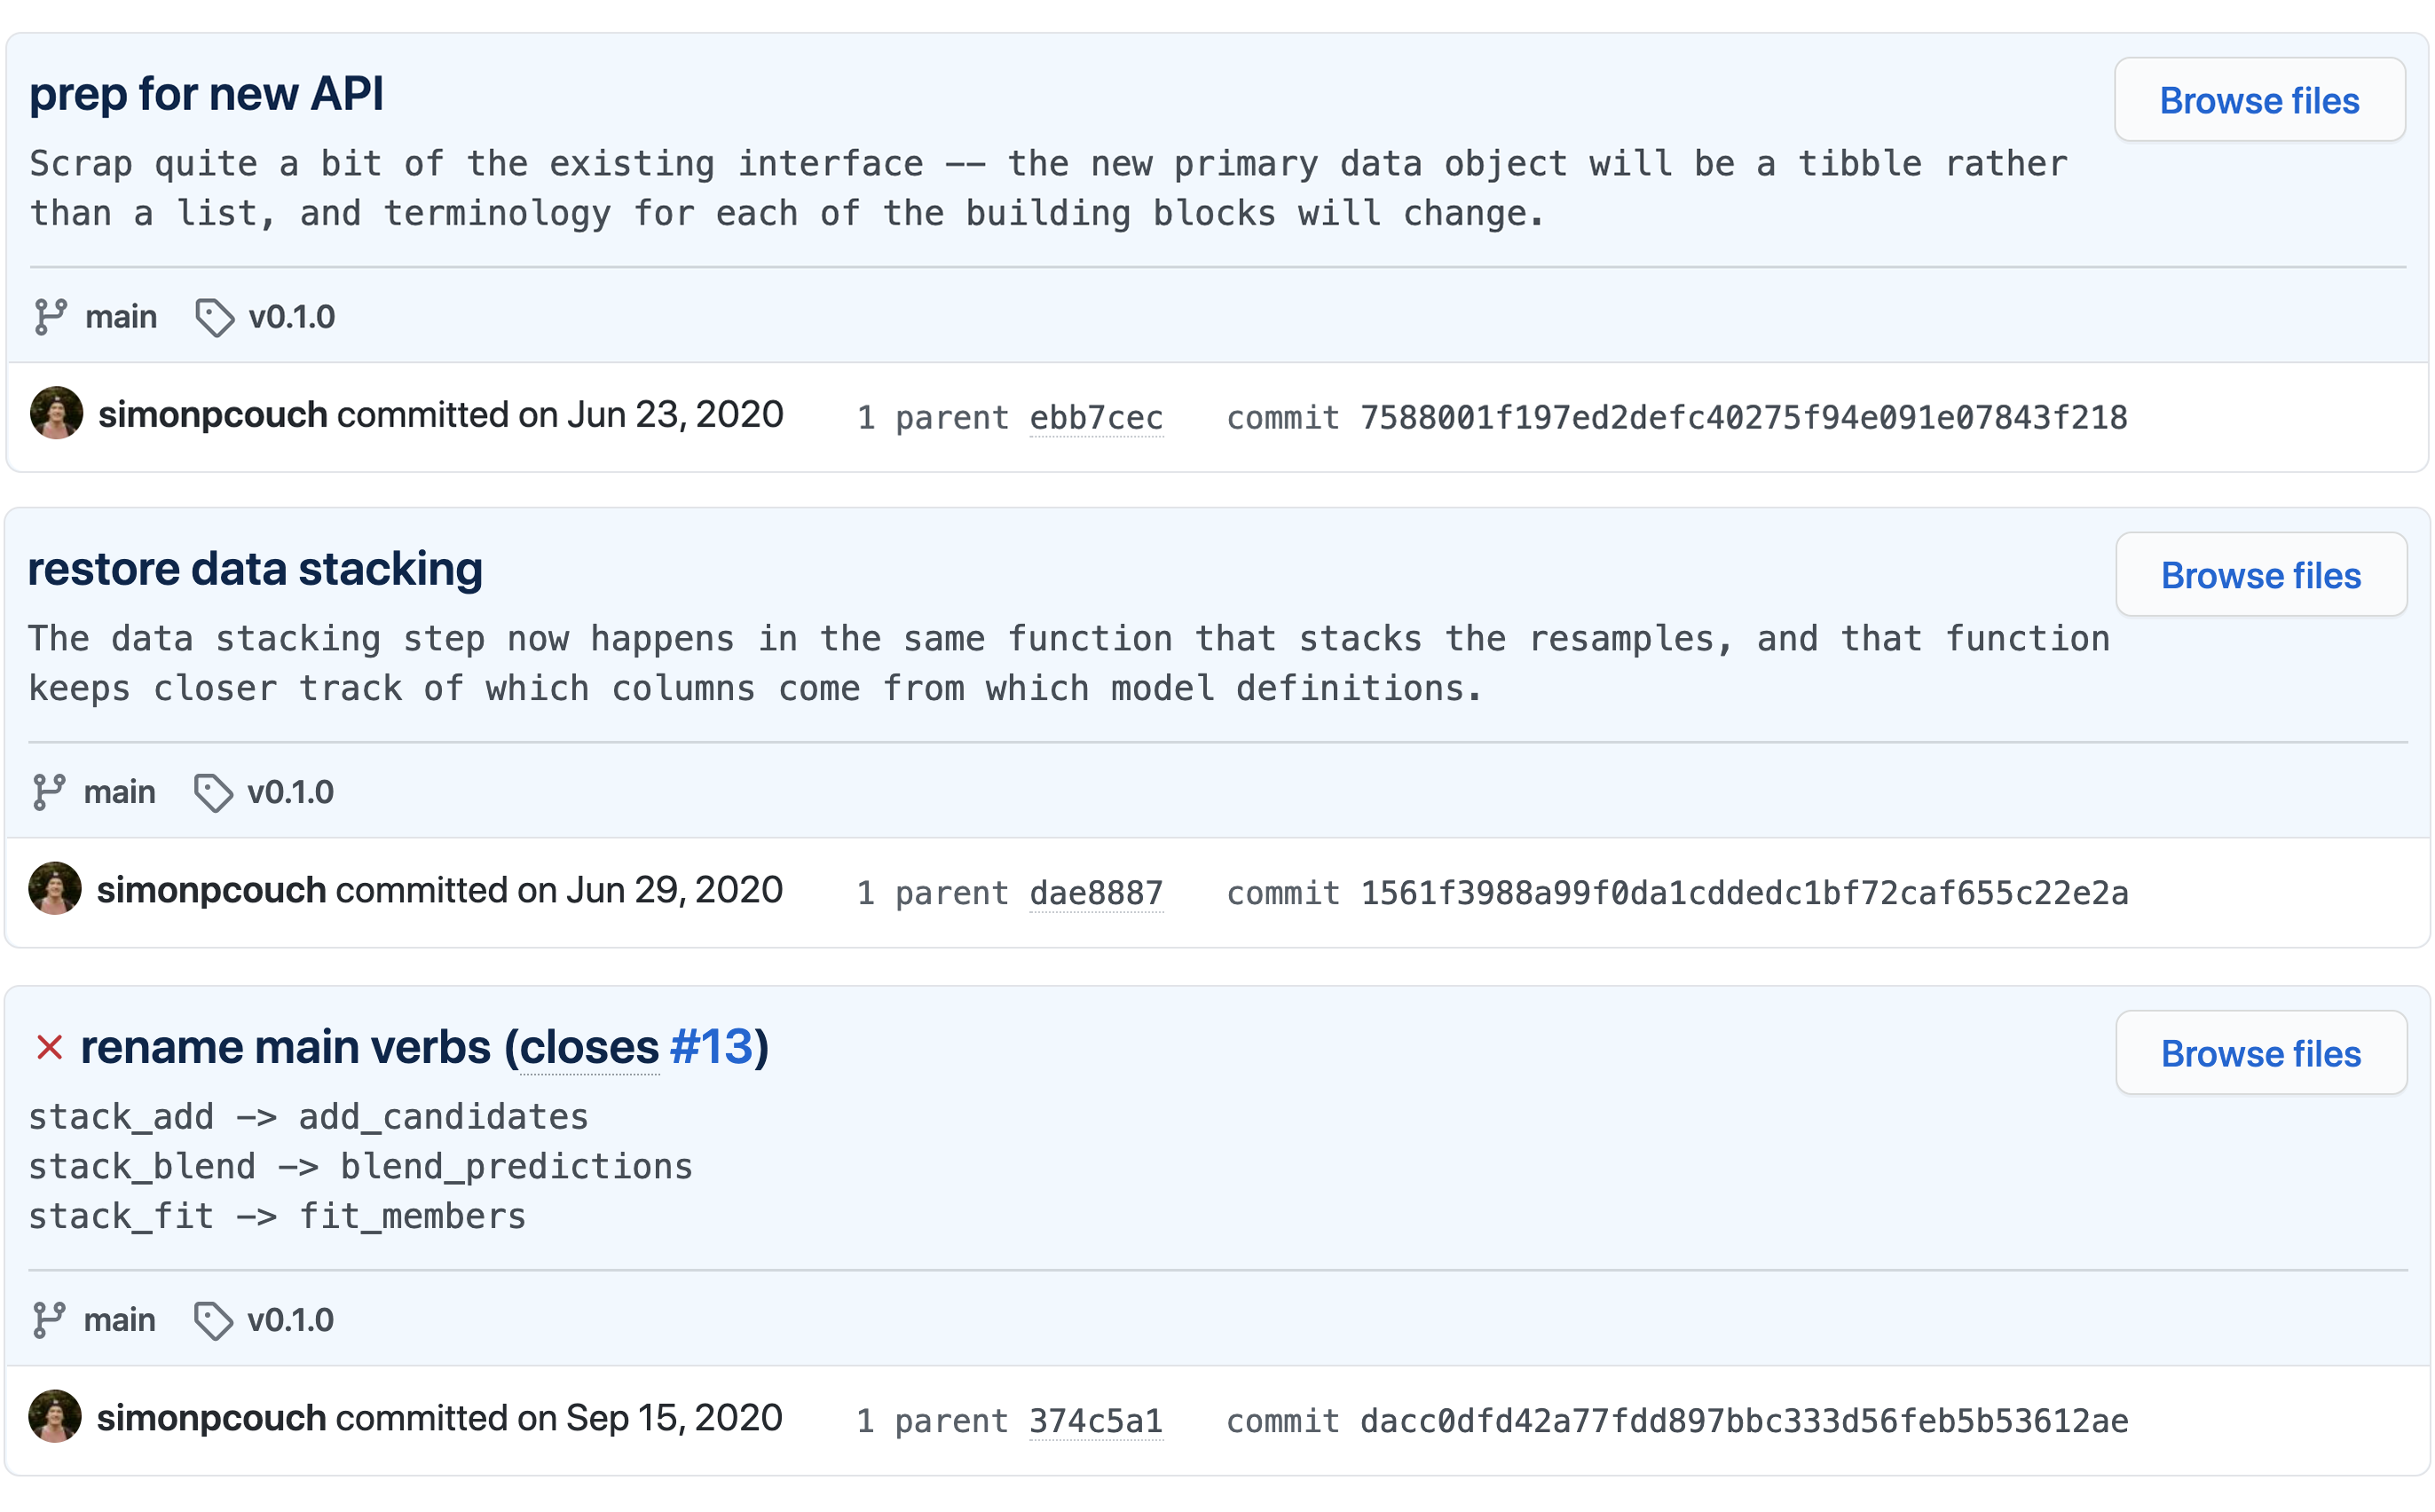 prep for new API
Browse files
Scrap quite a bit of the existing interface -- the new primary data object will be a tibble rather
than a list, and terminology for each of the building blocks will change.
main v0.1.0
simonpcouch committed on Jun 23, 2020 1 parent ebb7cec commit 7588001f197ed2defc40275f94e091e07843f218
restore data stacking
Browse files
The data stacking step now happens in the same function that stacks the resamples, and that function
keeps closer track of which columns come from which model definitions.
main v0.1.0
simonpcouch committed on Jun 29, 2020 1 parent dae8887 commit 1561f3988a99f0da1cddedc1bf72caf655c22e2a
rename main verbs (closes #13)
Browse files
stack_add -> add_candidates
stack_blend -> blend_predictions
stack_fit -> fit_members
main v0.1.0
simonpcouch committed on Sep 15, 2020 1 parent 374c5a1 commit dacc0dfd42a77fdd897bbc333d56feb5b53612ae